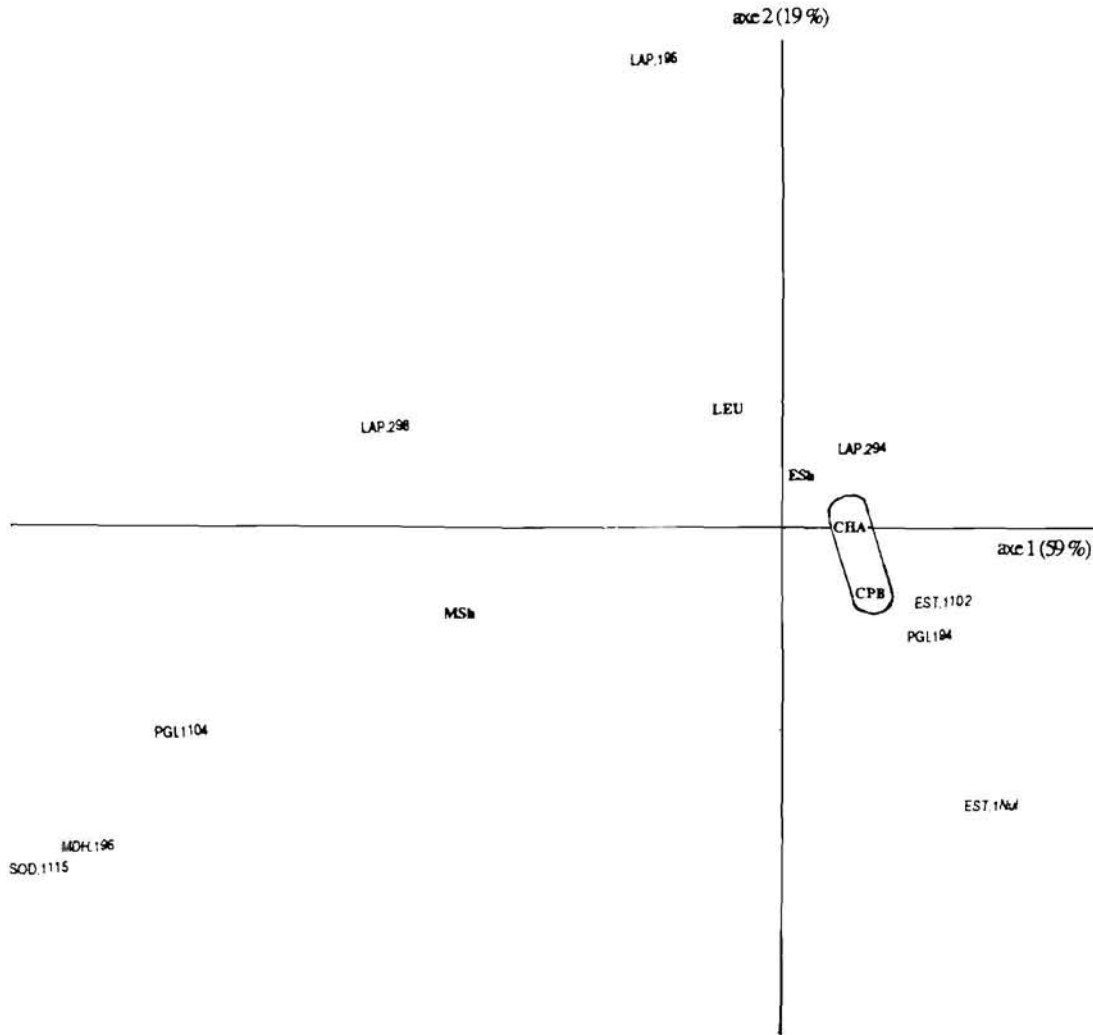 axe 2 (19 %)
LAP.196
LEU
LAP.298
LAP.294
ESh
CHA
axe 1 (59 %)
CPB
EST.1102
MSh
PGI.194
PGI.1104
EST.1Nul
MDH.196
SOD.1115